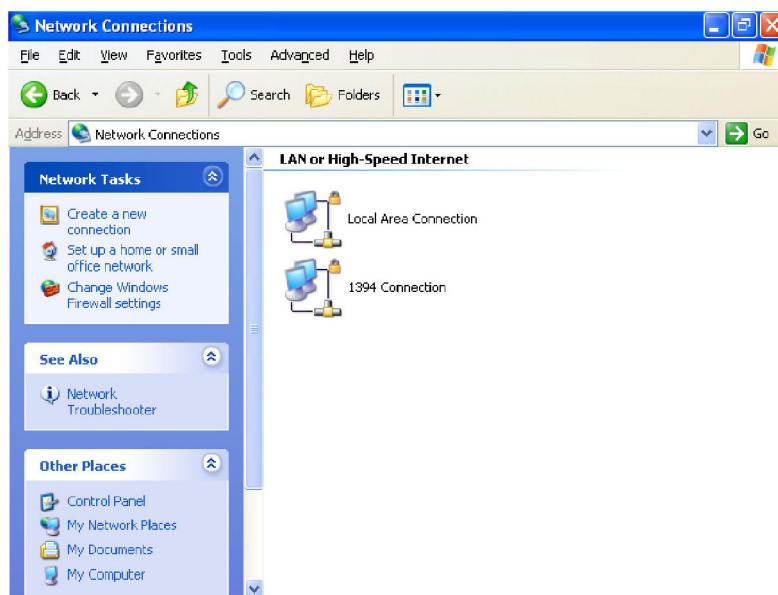 Network Connections
File Edit View Favorites Tools Advanced Help
Back Search Folders
Address Network Connections Go
Network Tasks
Create a new
connection
Set up a home or small
office network
Change Windows
Firewall settings
See Also
Network
Troubleshooter
Other Places
Control Panel
My Network Places
My Documents
My Computer
LAN or High-Speed Internet
Local Area Connection
1394 Connection